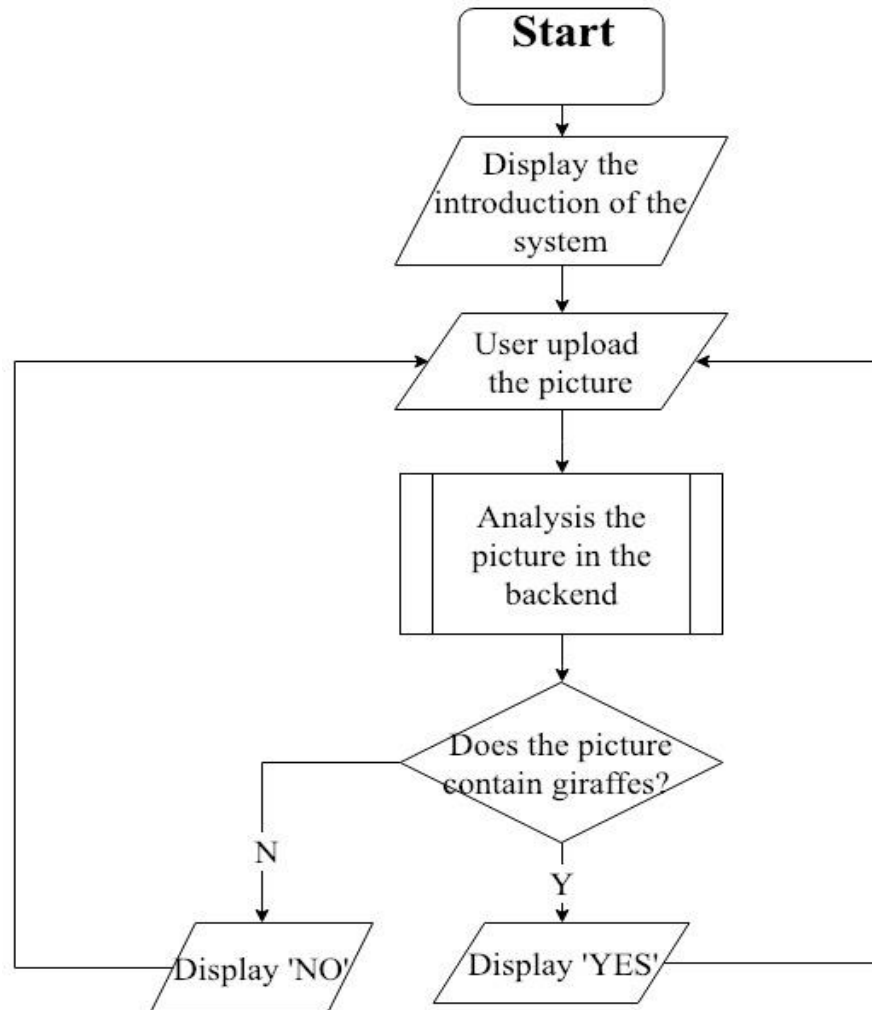 Start
Display the
introduction of the
system
User upload
the picture
Analysis the
picture in the
backend
Does the picture
contain giraffes?
N
Y
Display 'NO'
Display 'YES'